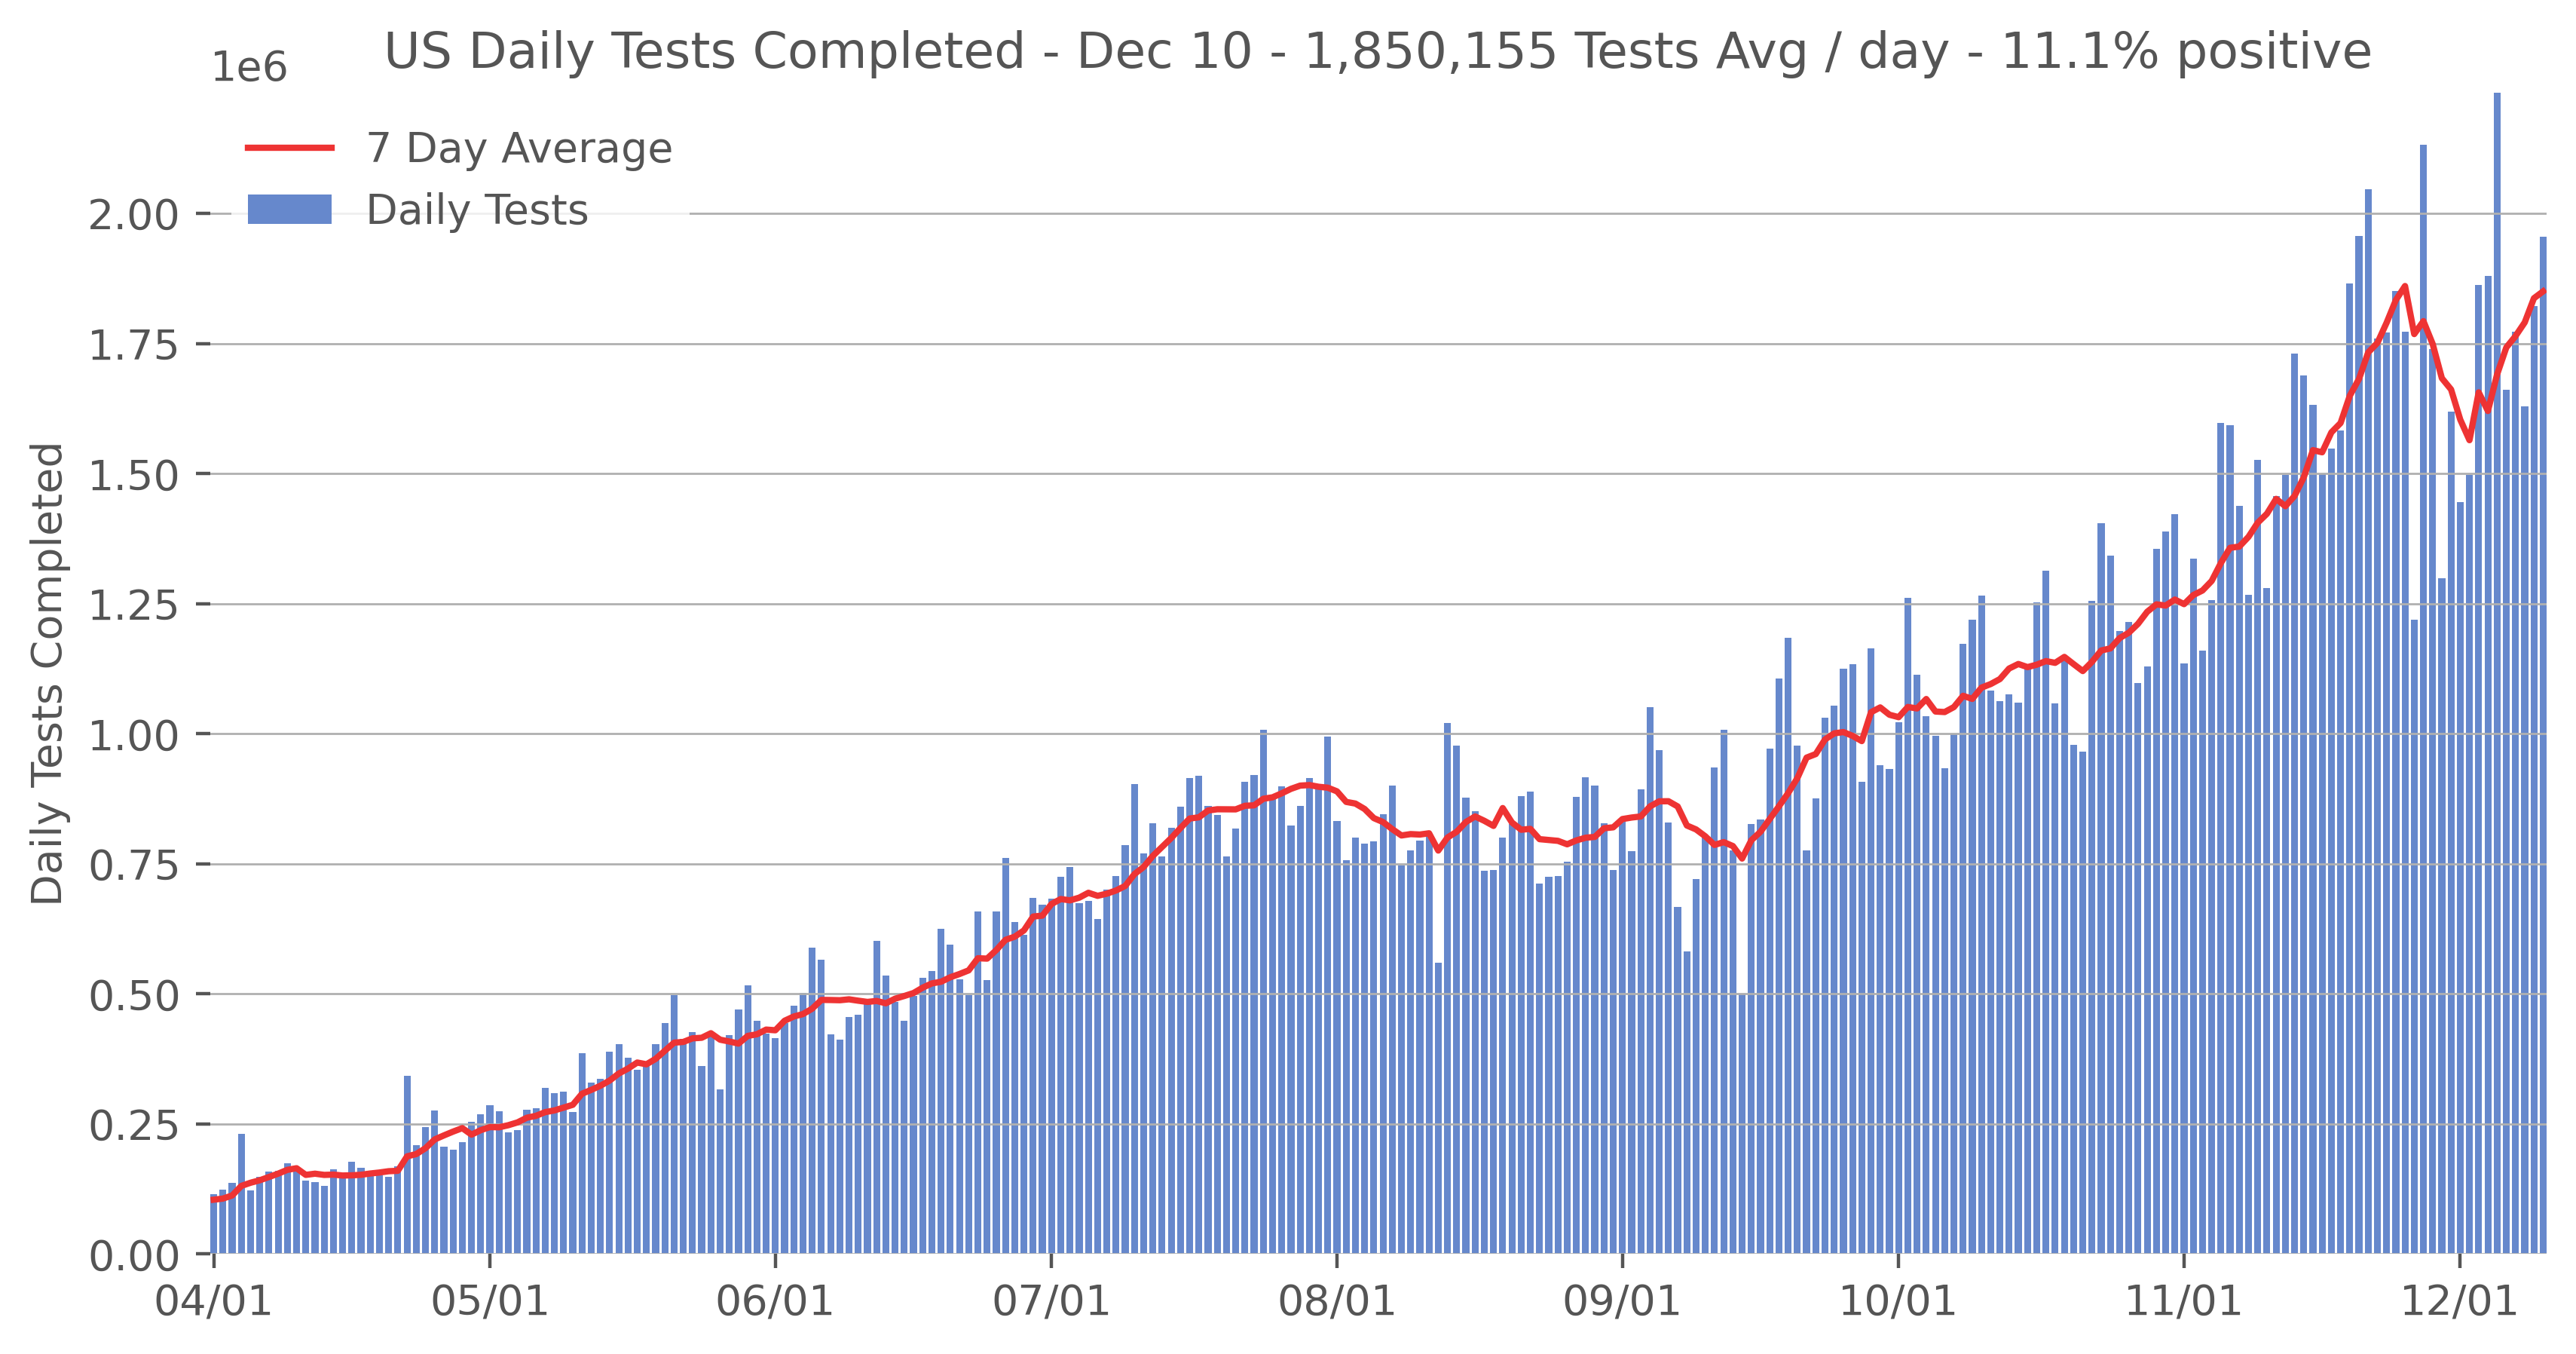 US Daily Tests Completed - Dec 10 - 1,850,155 Tests Avg / day - 11.1% positive
1e6
7 Day Average
Daily Tests
Daily Tests Completed
2.00
1.75
1.50
1.25
1.00
0.75
0.50
0.25
0.00
04/01 05/01 06/01 07/01 08/01 09/01 10/01 11/01 12/01